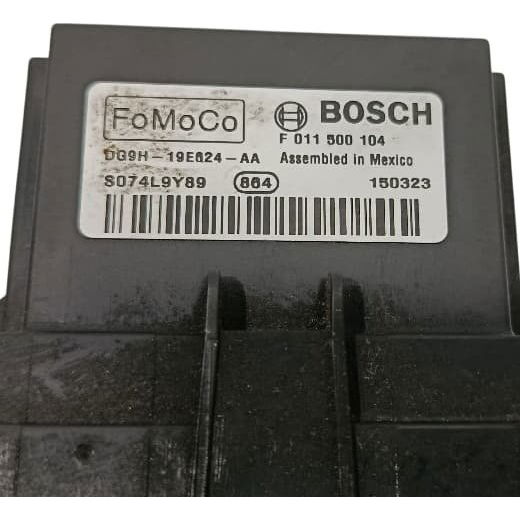 FoMoCo
BOSCH
F 011 500 104
DG9H-19E624-AA
Assembled in Mexico
S074L9Y89
864
150323